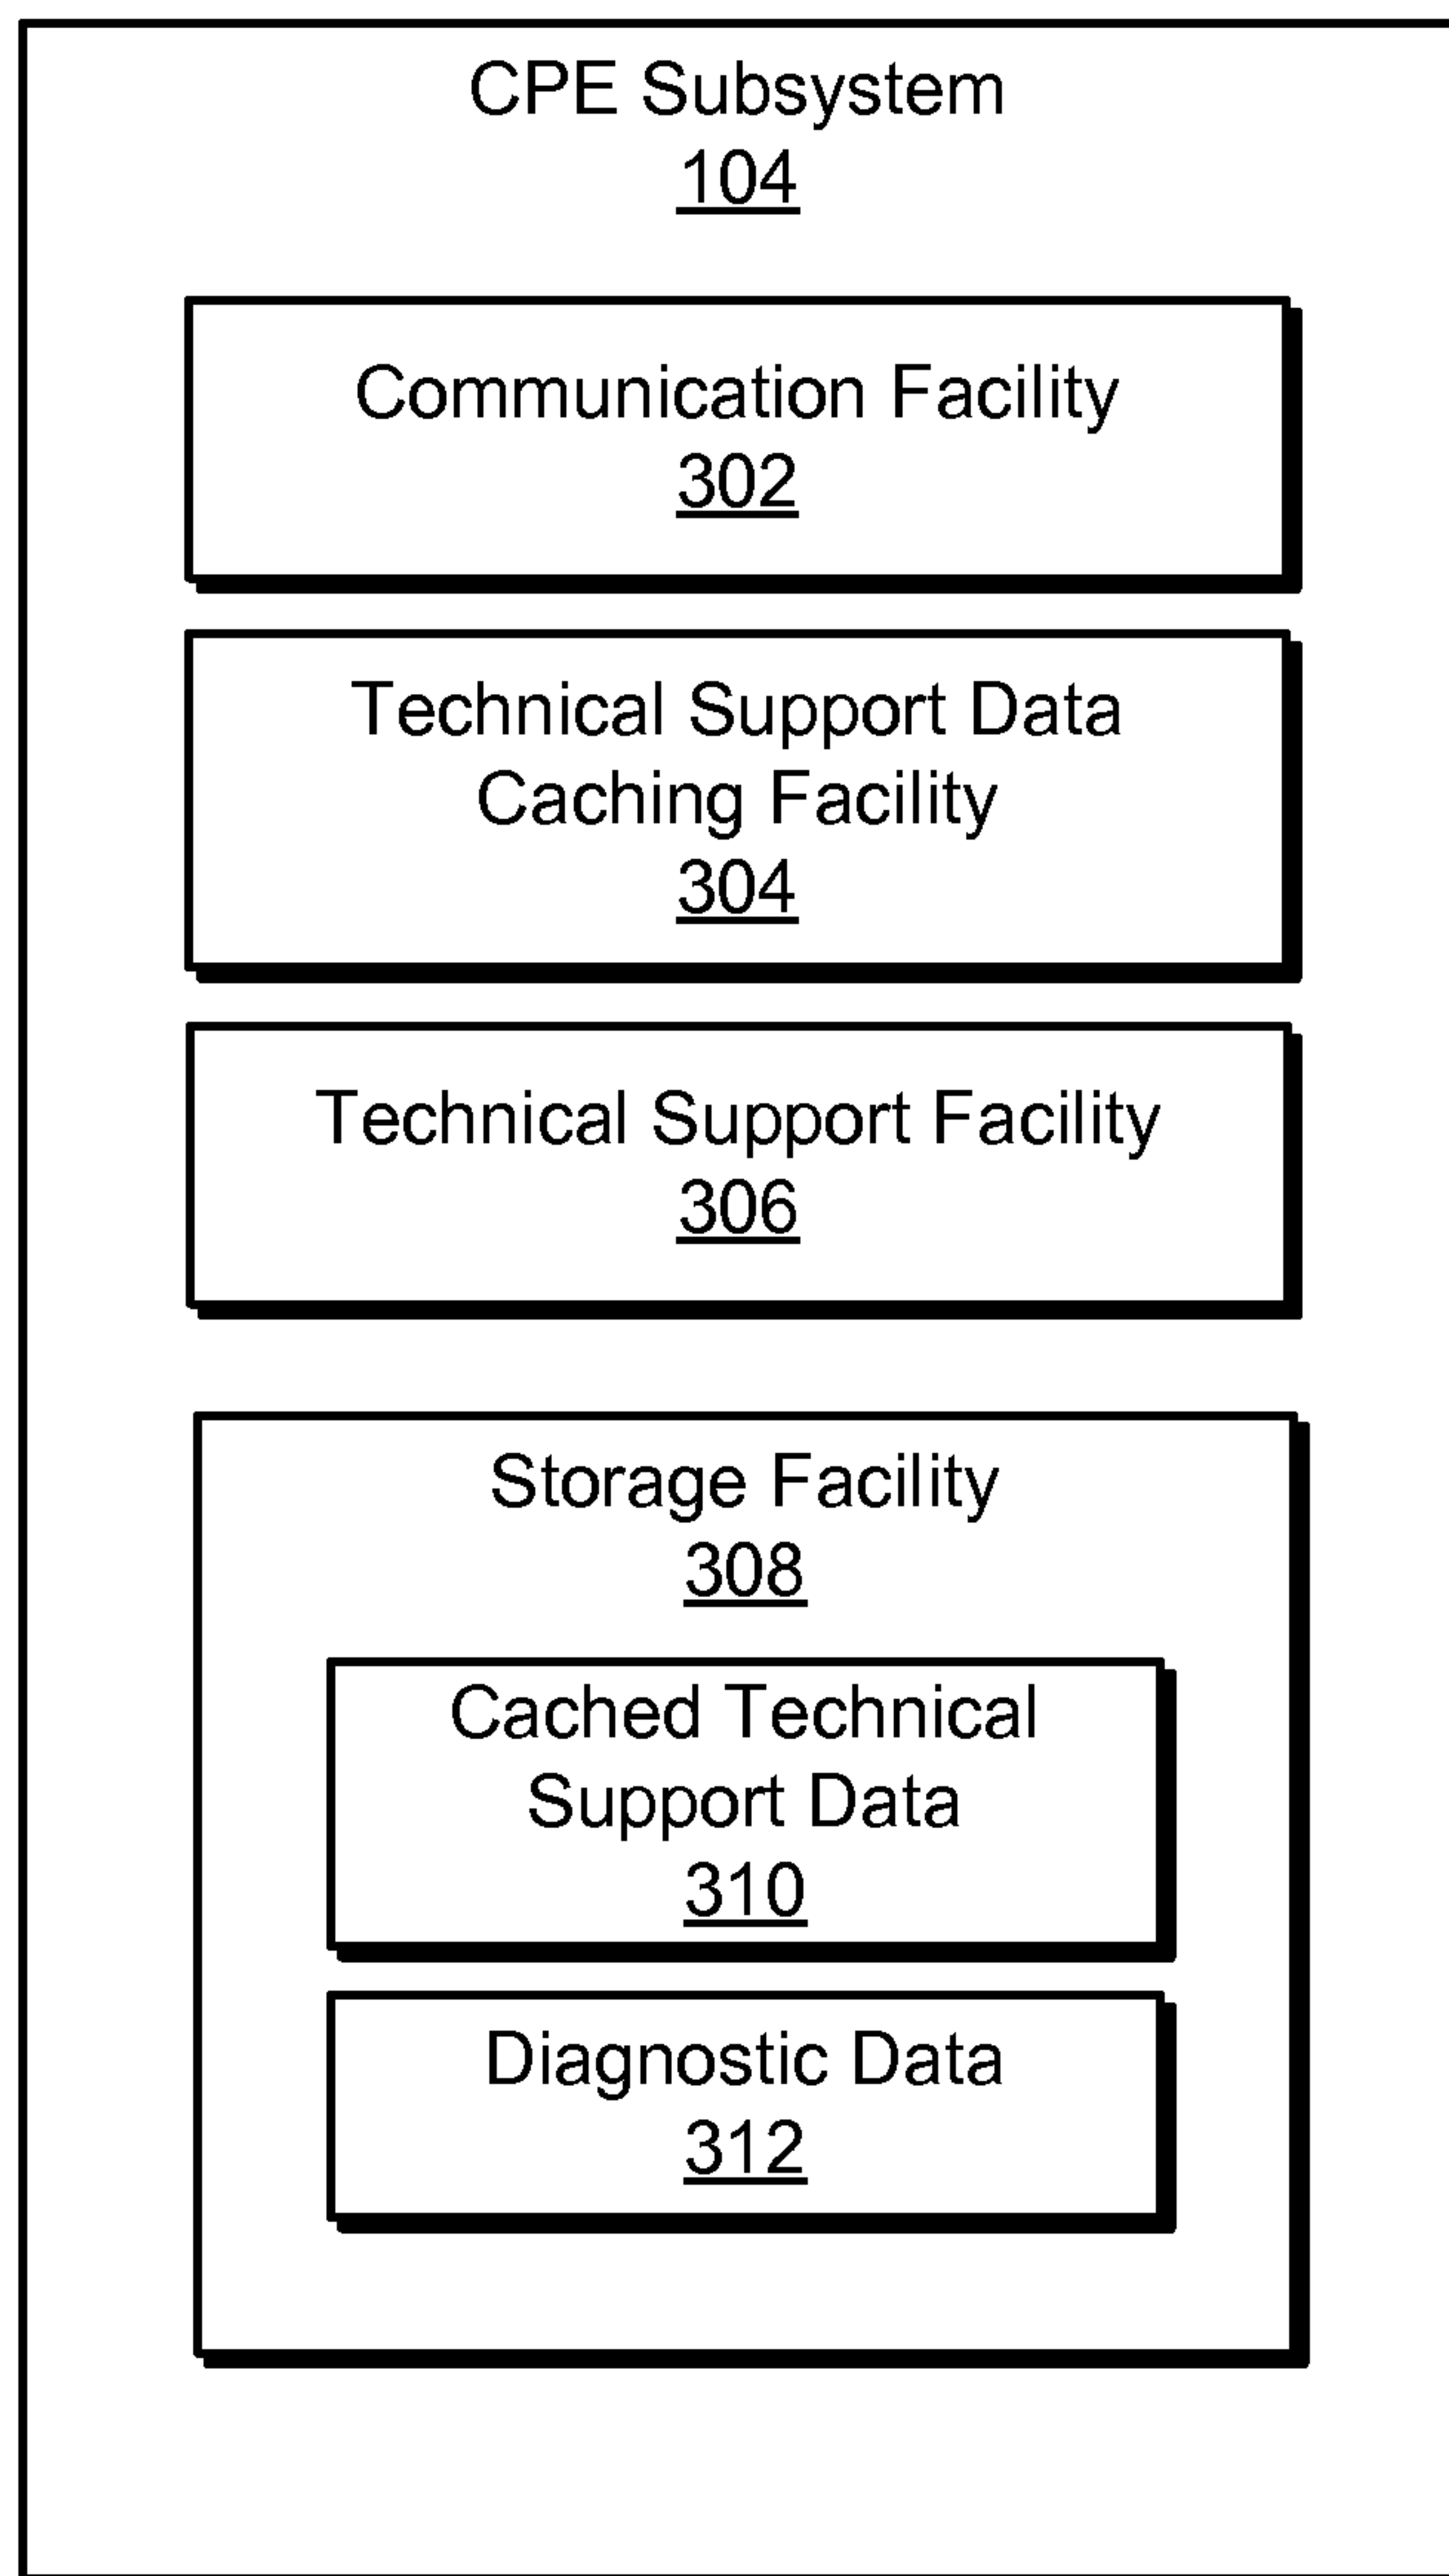 CPE Subsystem
104
Communication Facility
302
Technical Support Data
Caching Facility
304
Technical Support Facility
306
Storage Facility
308
Cached Technical
Support Data
310
Diagnostic Data
312